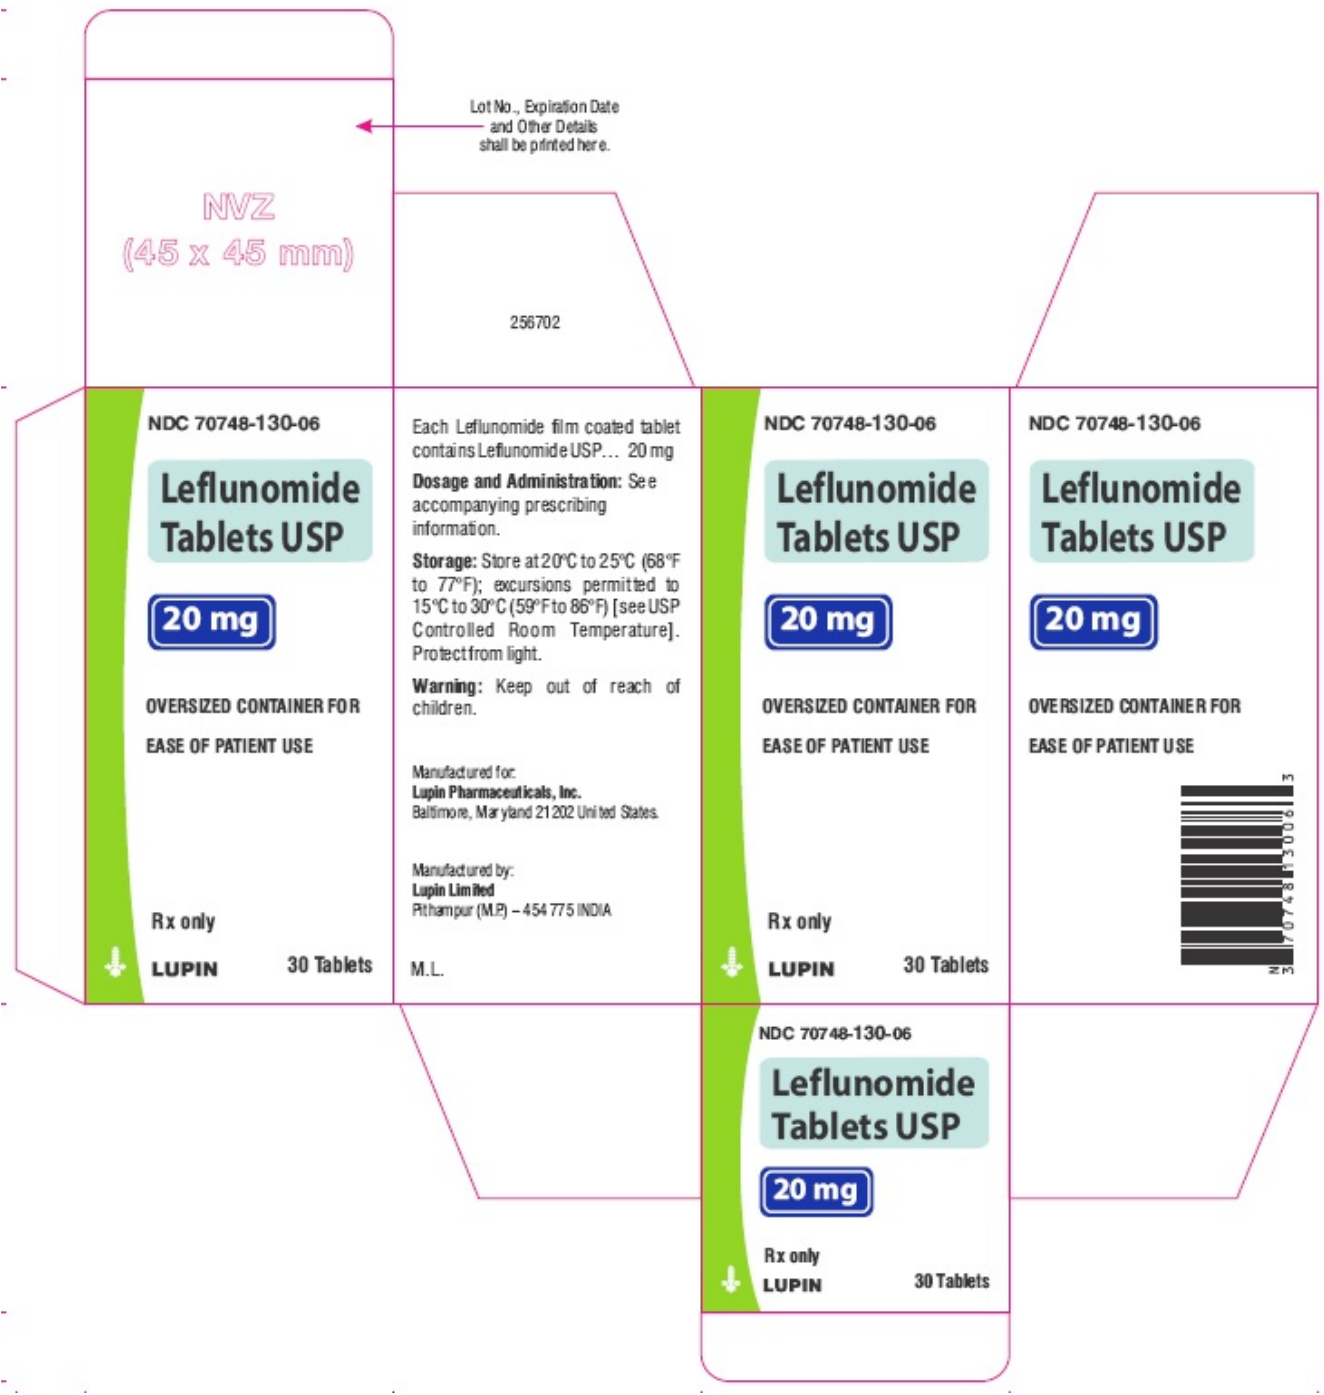 Lot No., Expiration Date
and Other Details
shall be printed here.
NVZ
(45 x 45 mm)
256702
NDC 70748-130-06
Leflunomide
Tablets USP
20 mg
OVERSIZED CONTAINER FOR
EASE OF PATIENT USE
Rx only
LUPIN
30 Tablets
Each Leflunomide film coated tablet
contains Leflunomide USP... 20 mg
Dosage and Administration: See
accompanying prescribing
information.
Storage: Store at 20°C to 25°C (68°F
to 77°F); excursions permitted to
15°C to 30°C (59°F to 86°F) [see USP
Controlled Room Temperature].
Protect from light.
Warning: Keep out of reach of
children.
Manufactured for:
Lupin Pharmaceuticals, Inc.
Baltimore, Maryland 21202 United States.
Manufactured by:
Lupin Limited
Pithampur (M.P.) – 454 775 INDIA
M.L.
NDC 70748-130-06
Leflunomide
Tablets USP
20 mg
OVERSIZED CONTAINER FOR
EASE OF PATIENT USE
Rx only
LUPIN
30 Tablets
NDC 70748-130-06
Leflunomide
Tablets USP
20 mg
OVERSIZED CONTAINER FOR
EASE OF PATIENT USE
N
3 70748 13006 3
NDC 70748-130-06
Leflunomide
Tablets USP
20 mg
Rx only
LUPIN
30 Tablets